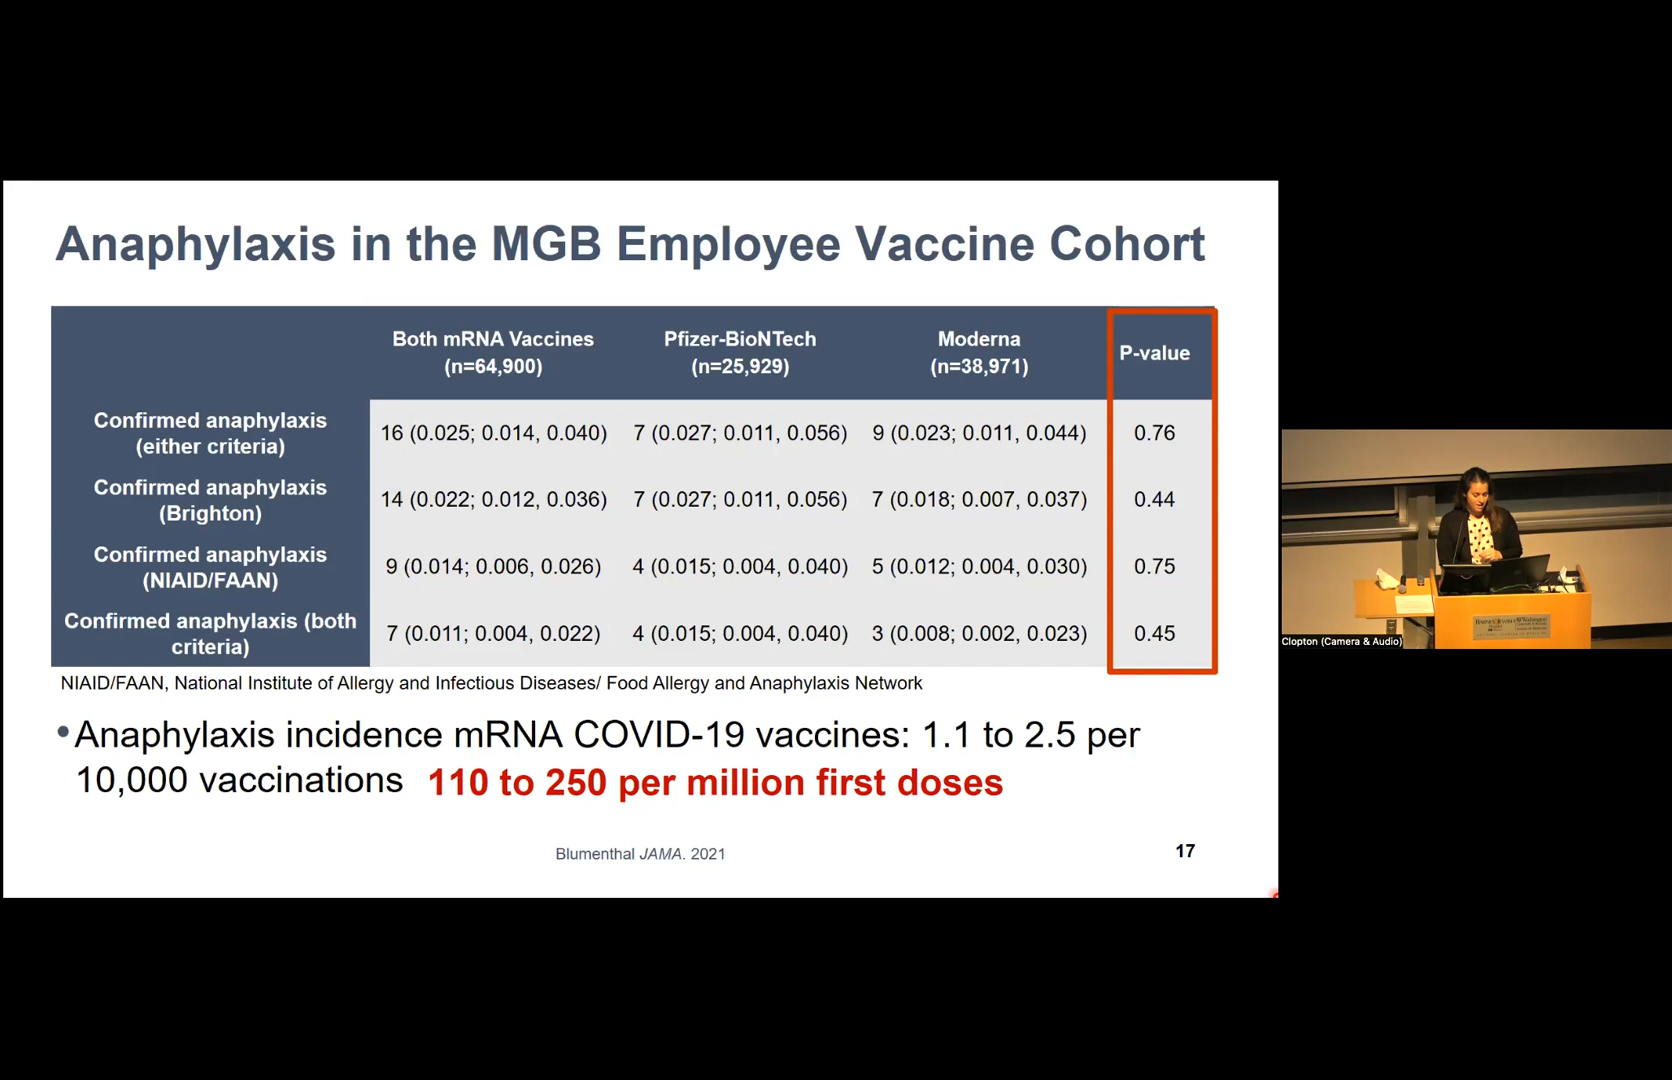 Anaphylaxis in the MGB Employee Vaccine Cohort
Both mRNA Vaccines
(n=64,900)
Pfizer-BioNTech
(n=25,929)
Moderna
(n=38,971)
P-value
Confirmed anaphylaxis
(either criteria)
16 (0.025; 0.014, 0.040)
7 (0.027; 0.011, 0.056)
9 (0.023; 0.011, 0.044)
0.76
Confirmed anaphylaxis
(Brighton)
14 (0.022; 0.012, 0.036)
7 (0.027; 0.011, 0.056)
7 (0.018; 0.007, 0.037)
0.44
Confirmed anaphylaxis
(NIAID/FAAN)
9 (0.014; 0.006, 0.026)
4 (0.015; 0.004, 0.040)
5 (0.012; 0.004, 0.030)
0.75
Confirmed anaphylaxis (both
criteria)
7 (0.011; 0.004, 0.022)
4 (0.015; 0.004, 0.040)
3 (0.008; 0.002, 0.023)
0.45
NIAID/FAAN, National Institute of Allergy and Infectious Diseases/ Food Allergy and Anaphylaxis Network
•Anaphylaxis incidence mRNA COVID-19 vaccines: 1.1 to 2.5 per
10,000 vaccinations 110 to 250 per million first doses
Blumenthal JAMA. 2021
17
Clopton (Camera & Audio)